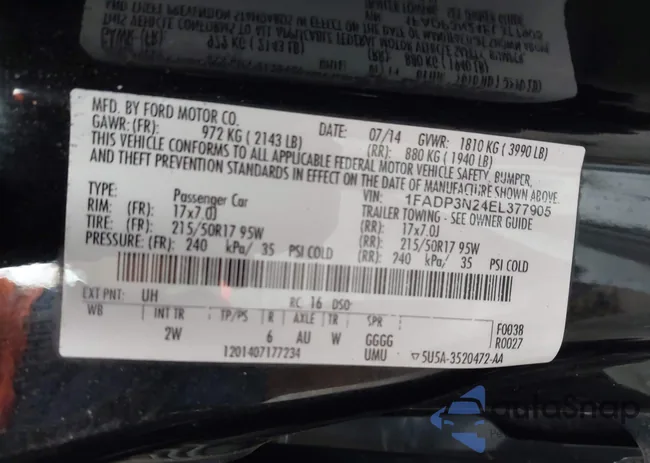 MFD. BY FORD MOTOR CO.
DATE: 07/14 GVWR: 1810 KG ( 3990 LB)
GAWR: (FR): 972 KG ( 2143 LB) (RR): 880 KG ( 1940 LB)
THIS VEHICLE CONFORMS TO ALL APPLICABLE FEDERAL MOTOR VEHICLE SAFETY, BUMPER,
AND THEFT PREVENTION STANDARDS IN EFFECT ON THE DATE OF MANUFACTURE SHOWN ABOVE.
VIN: 1FADP3N24EL377905
TYPE: Passenger Car TRAILER TOWING - SEE OWNER GUIDE
RIM: (FR): 17x7.0J (RR): 17x7.0J
TIRE: (FR): 215/50R17 95W (RR): 215/50R17 95W
PRESSURE: (FR): 240 kPa/ 35 PSI COLD (RR): 240 kPa/ 35 PSI COLD
EXT PNT: UH RC 16 DSO:
WB INT TR TP/PS R AXLE TR SPR F0038
2W 6 AU W GGGG R0027
1201407177234 UMU ▽5U5A-3520472-AA
autoSnap